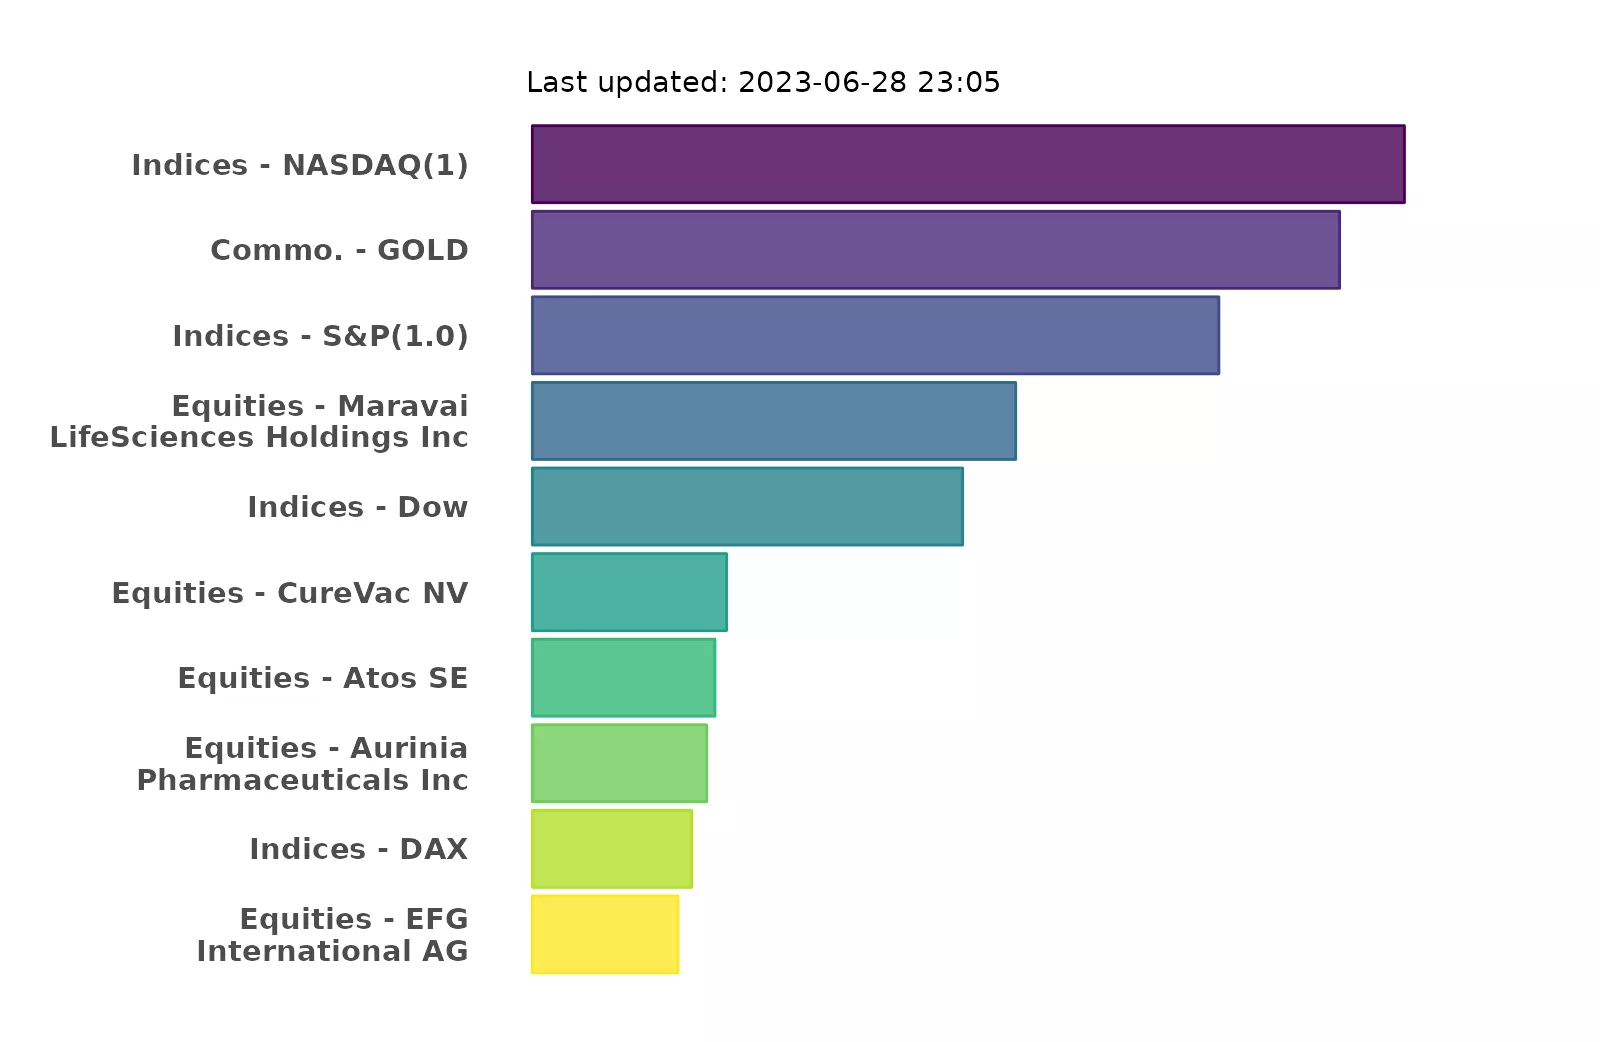 Last updated: 2023-06-28 23:05
Indices - NASDAQ(1)
Commo. - GOLD
Indices - S&P(1.0)
Equities - Maravai
LifeSciences Holdings Inc
Indices - Dow
Equities - CureVac NV
Equities - Atos SE
Equities - Aurinia
Pharmaceuticals Inc
Indices - DAX
Equities - EFG
International AG